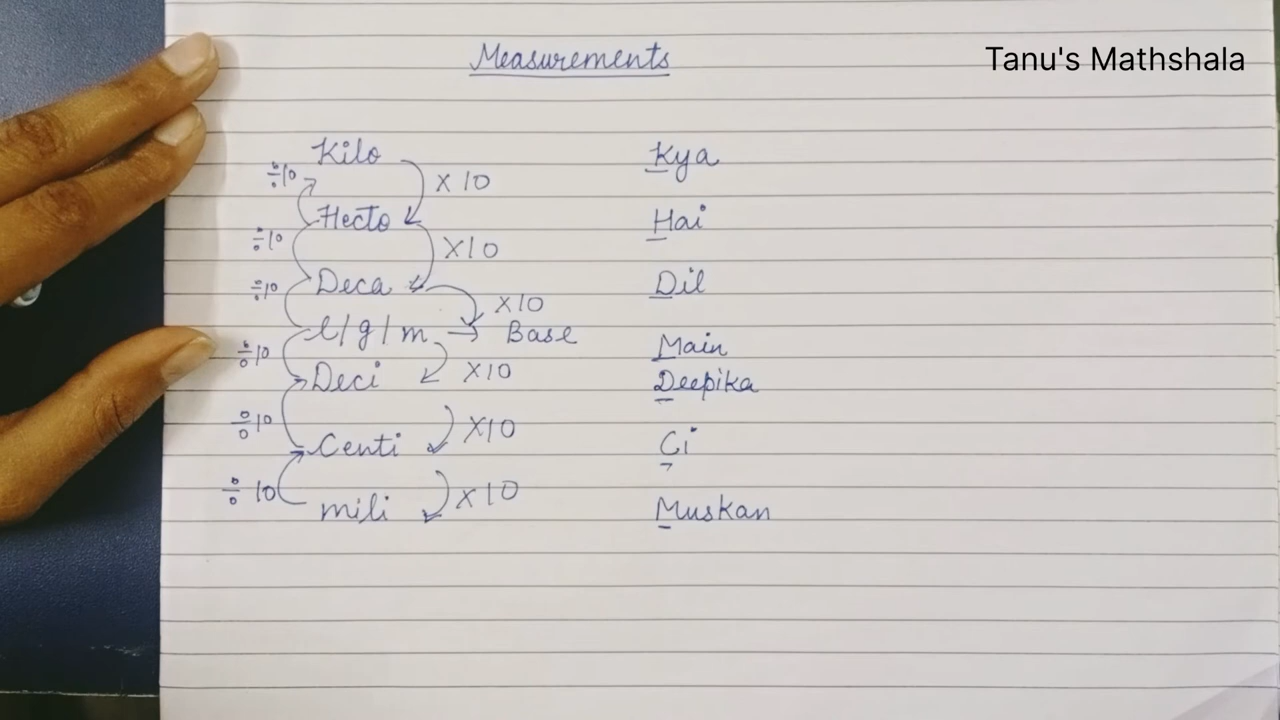 Measurements
Tanu's Mathshala
Kilo
÷10
X 10
Kya
Hecto
÷10
X10
Hai
Deca
÷10
X10
Dil
l/g/m → Base
÷10
X10
Main
Deci
Deepika
÷10
X10
Centi
Ci
÷10
X10
mili
Muskan